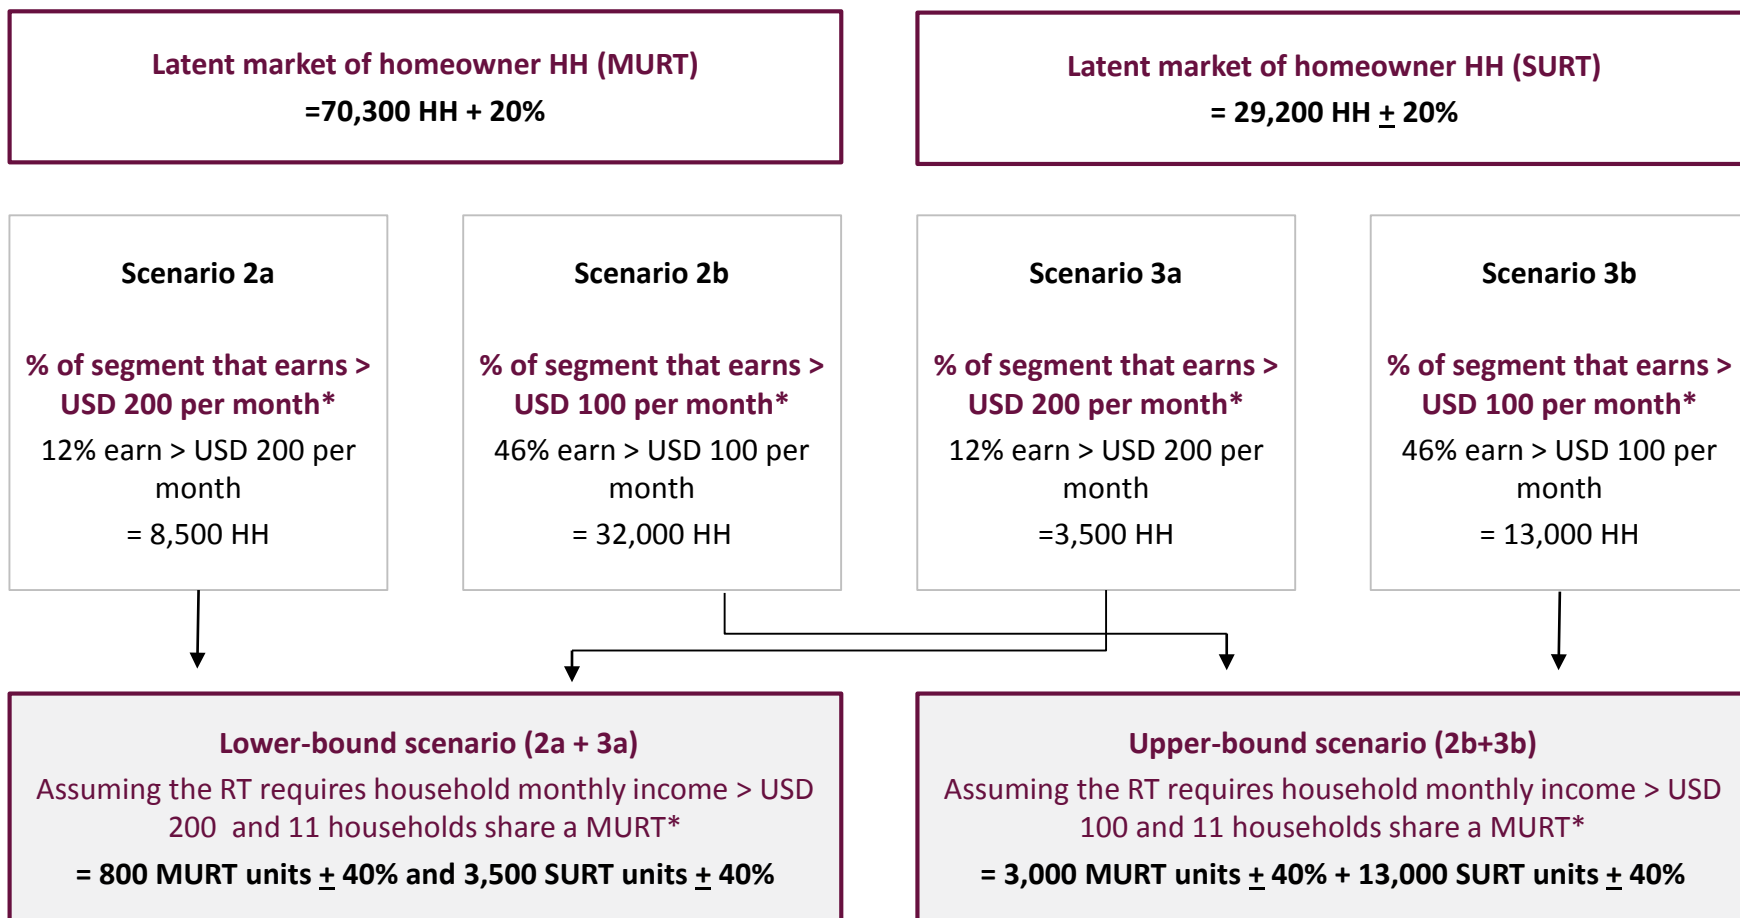 Latent market of homeowner HH (MURT)
=70,300 HH + 20%
Latent market of homeowner HH (SURT)
= 29,200 HH ± 20%
Scenario 2a
% of segment that earns >
USD 200 per month*
12% earn > USD 200 per
month
= 8,500 HH
Scenario 2b
% of segment that earns >
USD 100 per month*
46% earn > USD 100 per
month
= 32,000 HH
Scenario 3a
% of segment that earns >
USD 200 per month*
12% earn > USD 200 per
month
=3,500 HH
Scenario 3b
% of segment that earns >
USD 100 per month*
46% earn > USD 100 per
month
= 13,000 HH
Lower-bound scenario (2a + 3a)
Assuming the RT requires household monthly income > USD
200 and 11 households share a MURT*
= 800 MURT units ± 40% and 3,500 SURT units ± 40%
Upper-bound scenario (2b+3b)
Assuming the RT requires household monthly income > USD
100 and 11 households share a MURT*
= 3,000 MURT units ± 40% + 13,000 SURT units ± 40%